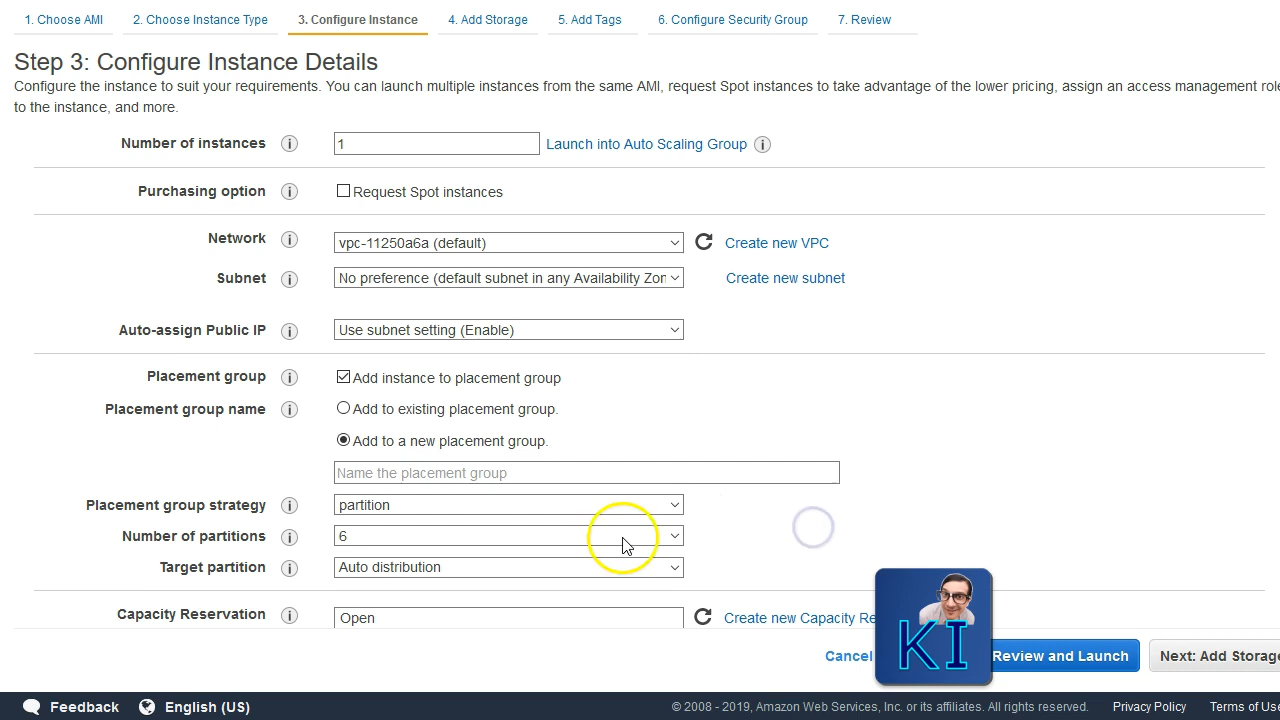 1. Choose AMI 2. Choose Instance Type 3. Configure Instance 4. Add Storage 5. Add Tags 6. Configure Security Group 7. Review
Step 3: Configure Instance Details
Configure the instance to suit your requirements. You can launch multiple instances from the same AMI, request Spot instances to take advantage of the lower pricing, assign an access management role
to the instance, and more.
Number of instances i 1 Launch into Auto Scaling Group i
Purchasing option i Request Spot instances
Network i vpc-11250a6a (default) Create new VPC
Subnet i No preference (default subnet in any Availability Zon Create new subnet
Auto-assign Public IP i Use subnet setting (Enable)
Placement group i Add instance to placement group
Placement group name i Add to existing placement group.
Add to a new placement group.
Name the placement group
Placement group strategy i partition
Number of partitions i 6
Target partition i Auto distribution
Capacity Reservation i Open Create new Capacity Re
KI
Cancel Review and Launch Next: Add Storage
Feedback English (US) © 2008 - 2019, Amazon Web Services, Inc. or its affiliates. All rights reserved. Privacy Policy Terms of Use